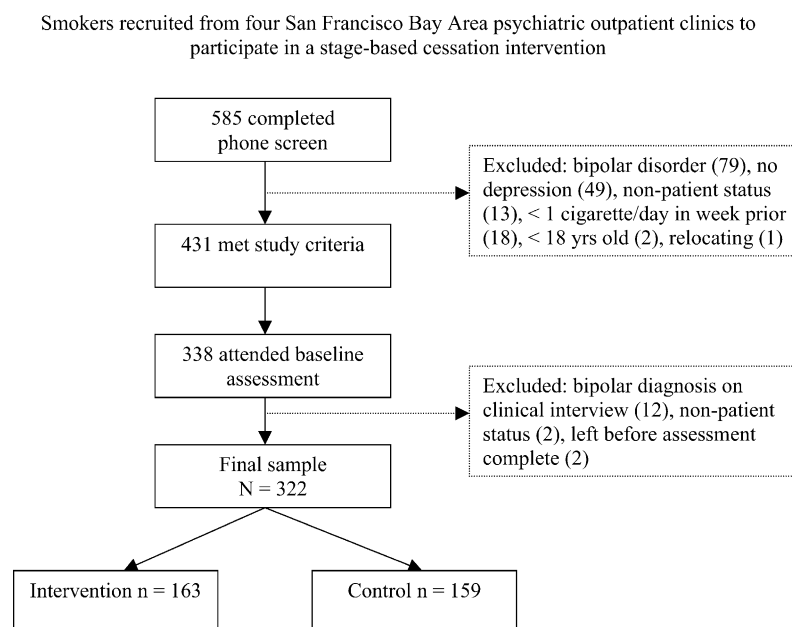 Smokers recruited from four San Francisco Bay Area psychiatric outpatient clinics to
participate in a stage-based cessation intervention
585 completed
phone screen
Excluded: bipolar disorder (79), no
depression (49), non-patient status
(13), < 1 cigarette/day in week prior
(18), < 18 yrs old (2), relocating (1)
431 met study criteria
338 attended baseline
assessment
Excluded: bipolar diagnosis on
clinical interview (12), non-patient
status (2), left before assessment
complete (2)
Final sample
N = 322
Intervention n = 163
Control n = 159